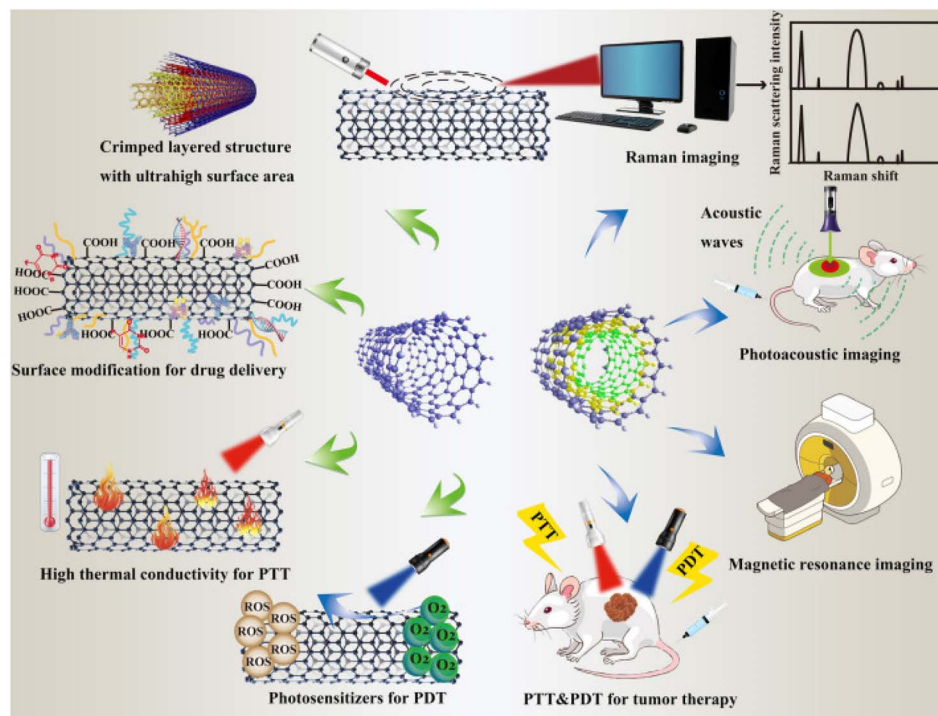 Crimped layered structure
with ultrahigh surface area
Raman imaging
Raman scattering intensity
Raman shift
COOH
COOH
COOH
HOOC
HOOC
HOOC
COOH
COOH
COOH
HOOC
HOOC
HOOC
Surface modification for drug delivery
Acoustic
waves
Photoacoustic imaging
High thermal conductivity for PTT
Magnetic resonance imaging
ROS
ROS
ROS
ROS
ROS
O2
O2
O2
O2
O2
Photosensitizers for PDT
PTT
PDT
PTT&PDT for tumor therapy